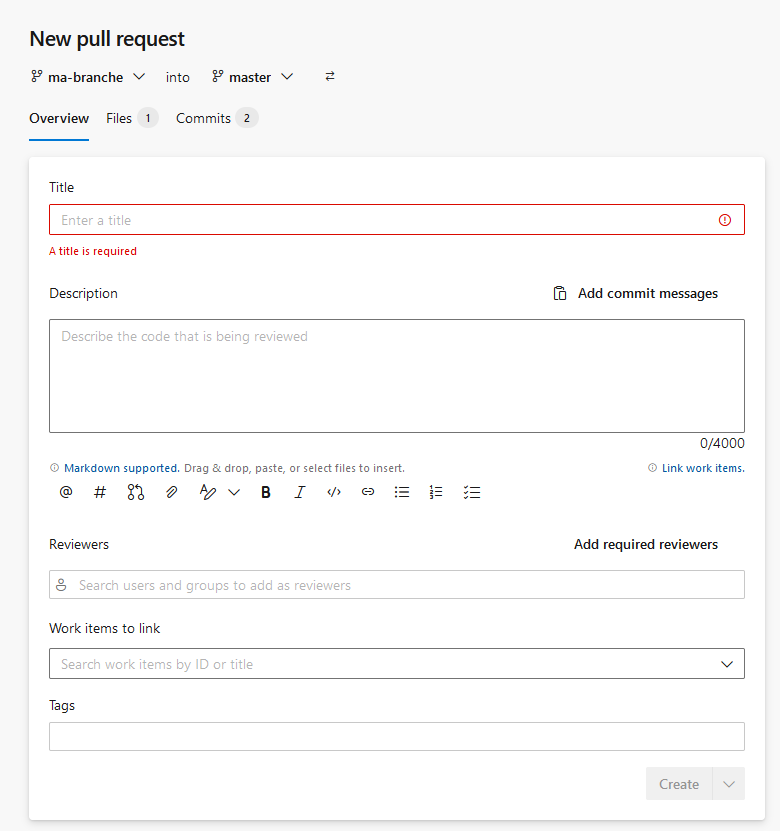 New pull request
ma-branche into master
Overview Files 1 Commits 2
Title
Enter a title
A title is required
Description Add commit messages
Describe the code that is being reviewed
0/4000
Markdown supported. Drag & drop, paste, or select files to insert. Link work items.
@ # B I </>
Reviewers Add required reviewers
Search users and groups to add as reviewers
Work items to link
Search work items by ID or title
Tags
Create